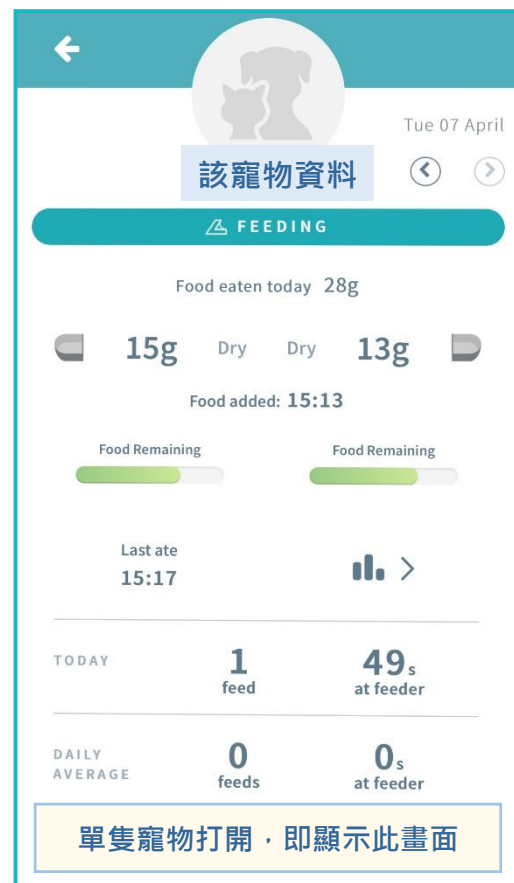 Tue 07 April
該寵物資料
FEEDING
Food eaten today 28g
15g Dry Dry 13g
Food added: 15:13
Food Remaining Food Remaining
Last ate
15:17
TODAY 1 feed 49s at feeder
DAILY AVERAGE 0 feeds 0s at feeder
單隻寵物打開，即顯示此畫面